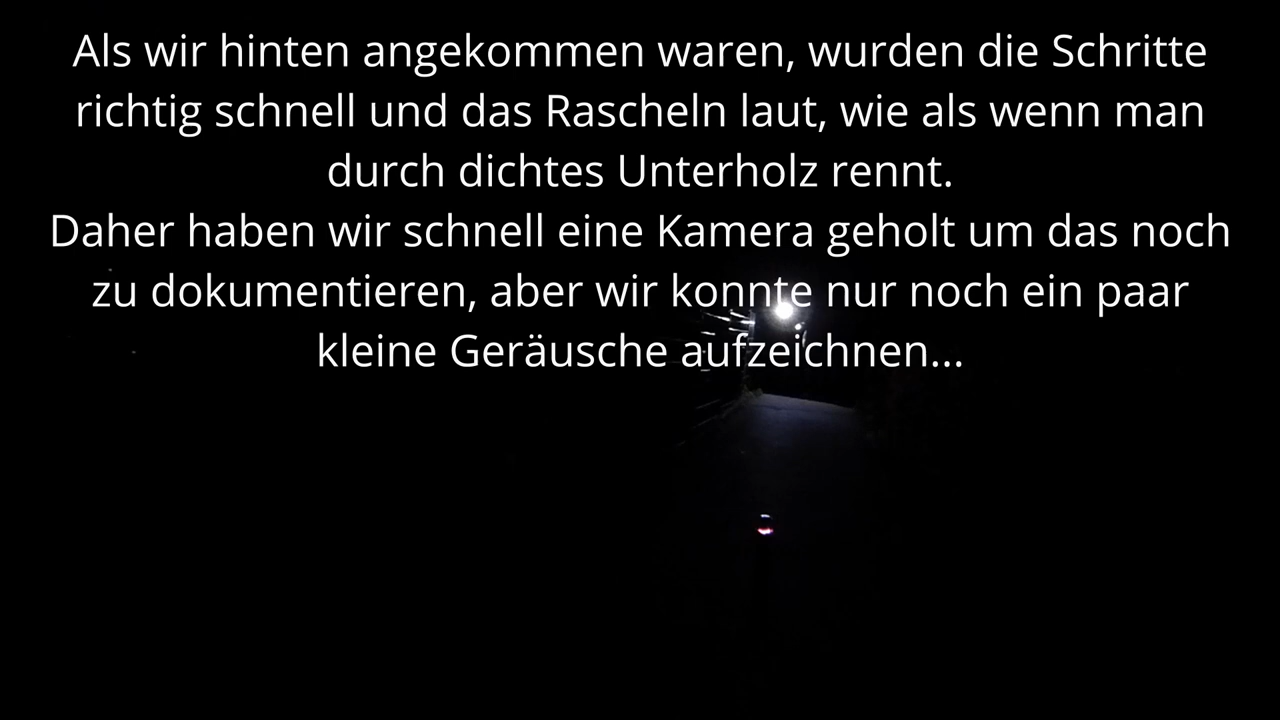 Als wir hinten angekommen waren, wurden die Schritte
richtig schnell und das Rascheln laut, wie als wenn man
durch dichtes Unterholz rennt.
Daher haben wir schnell eine Kamera geholt um das noch
zu dokumentieren, aber wir konnte nur noch ein paar
kleine Geräusche aufzeichnen...